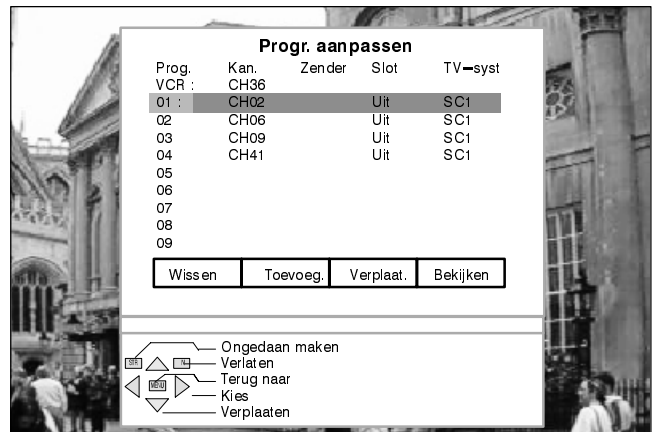 Progr. aanpassen
Prog. Kan. Zender Slot TV-syst
VCR : CH36
01 : CH02 Uit SC1
02 CH06 Uit SC1
03 CH09 Uit SC1
04 CH41 Uit SC1
05
06
07
08
09
Wissen Toevoeg. Verplaat. Bekijken
Ongedaan maken
STR N Verlaten
MENU Terug naar
Kies
Verplaaten